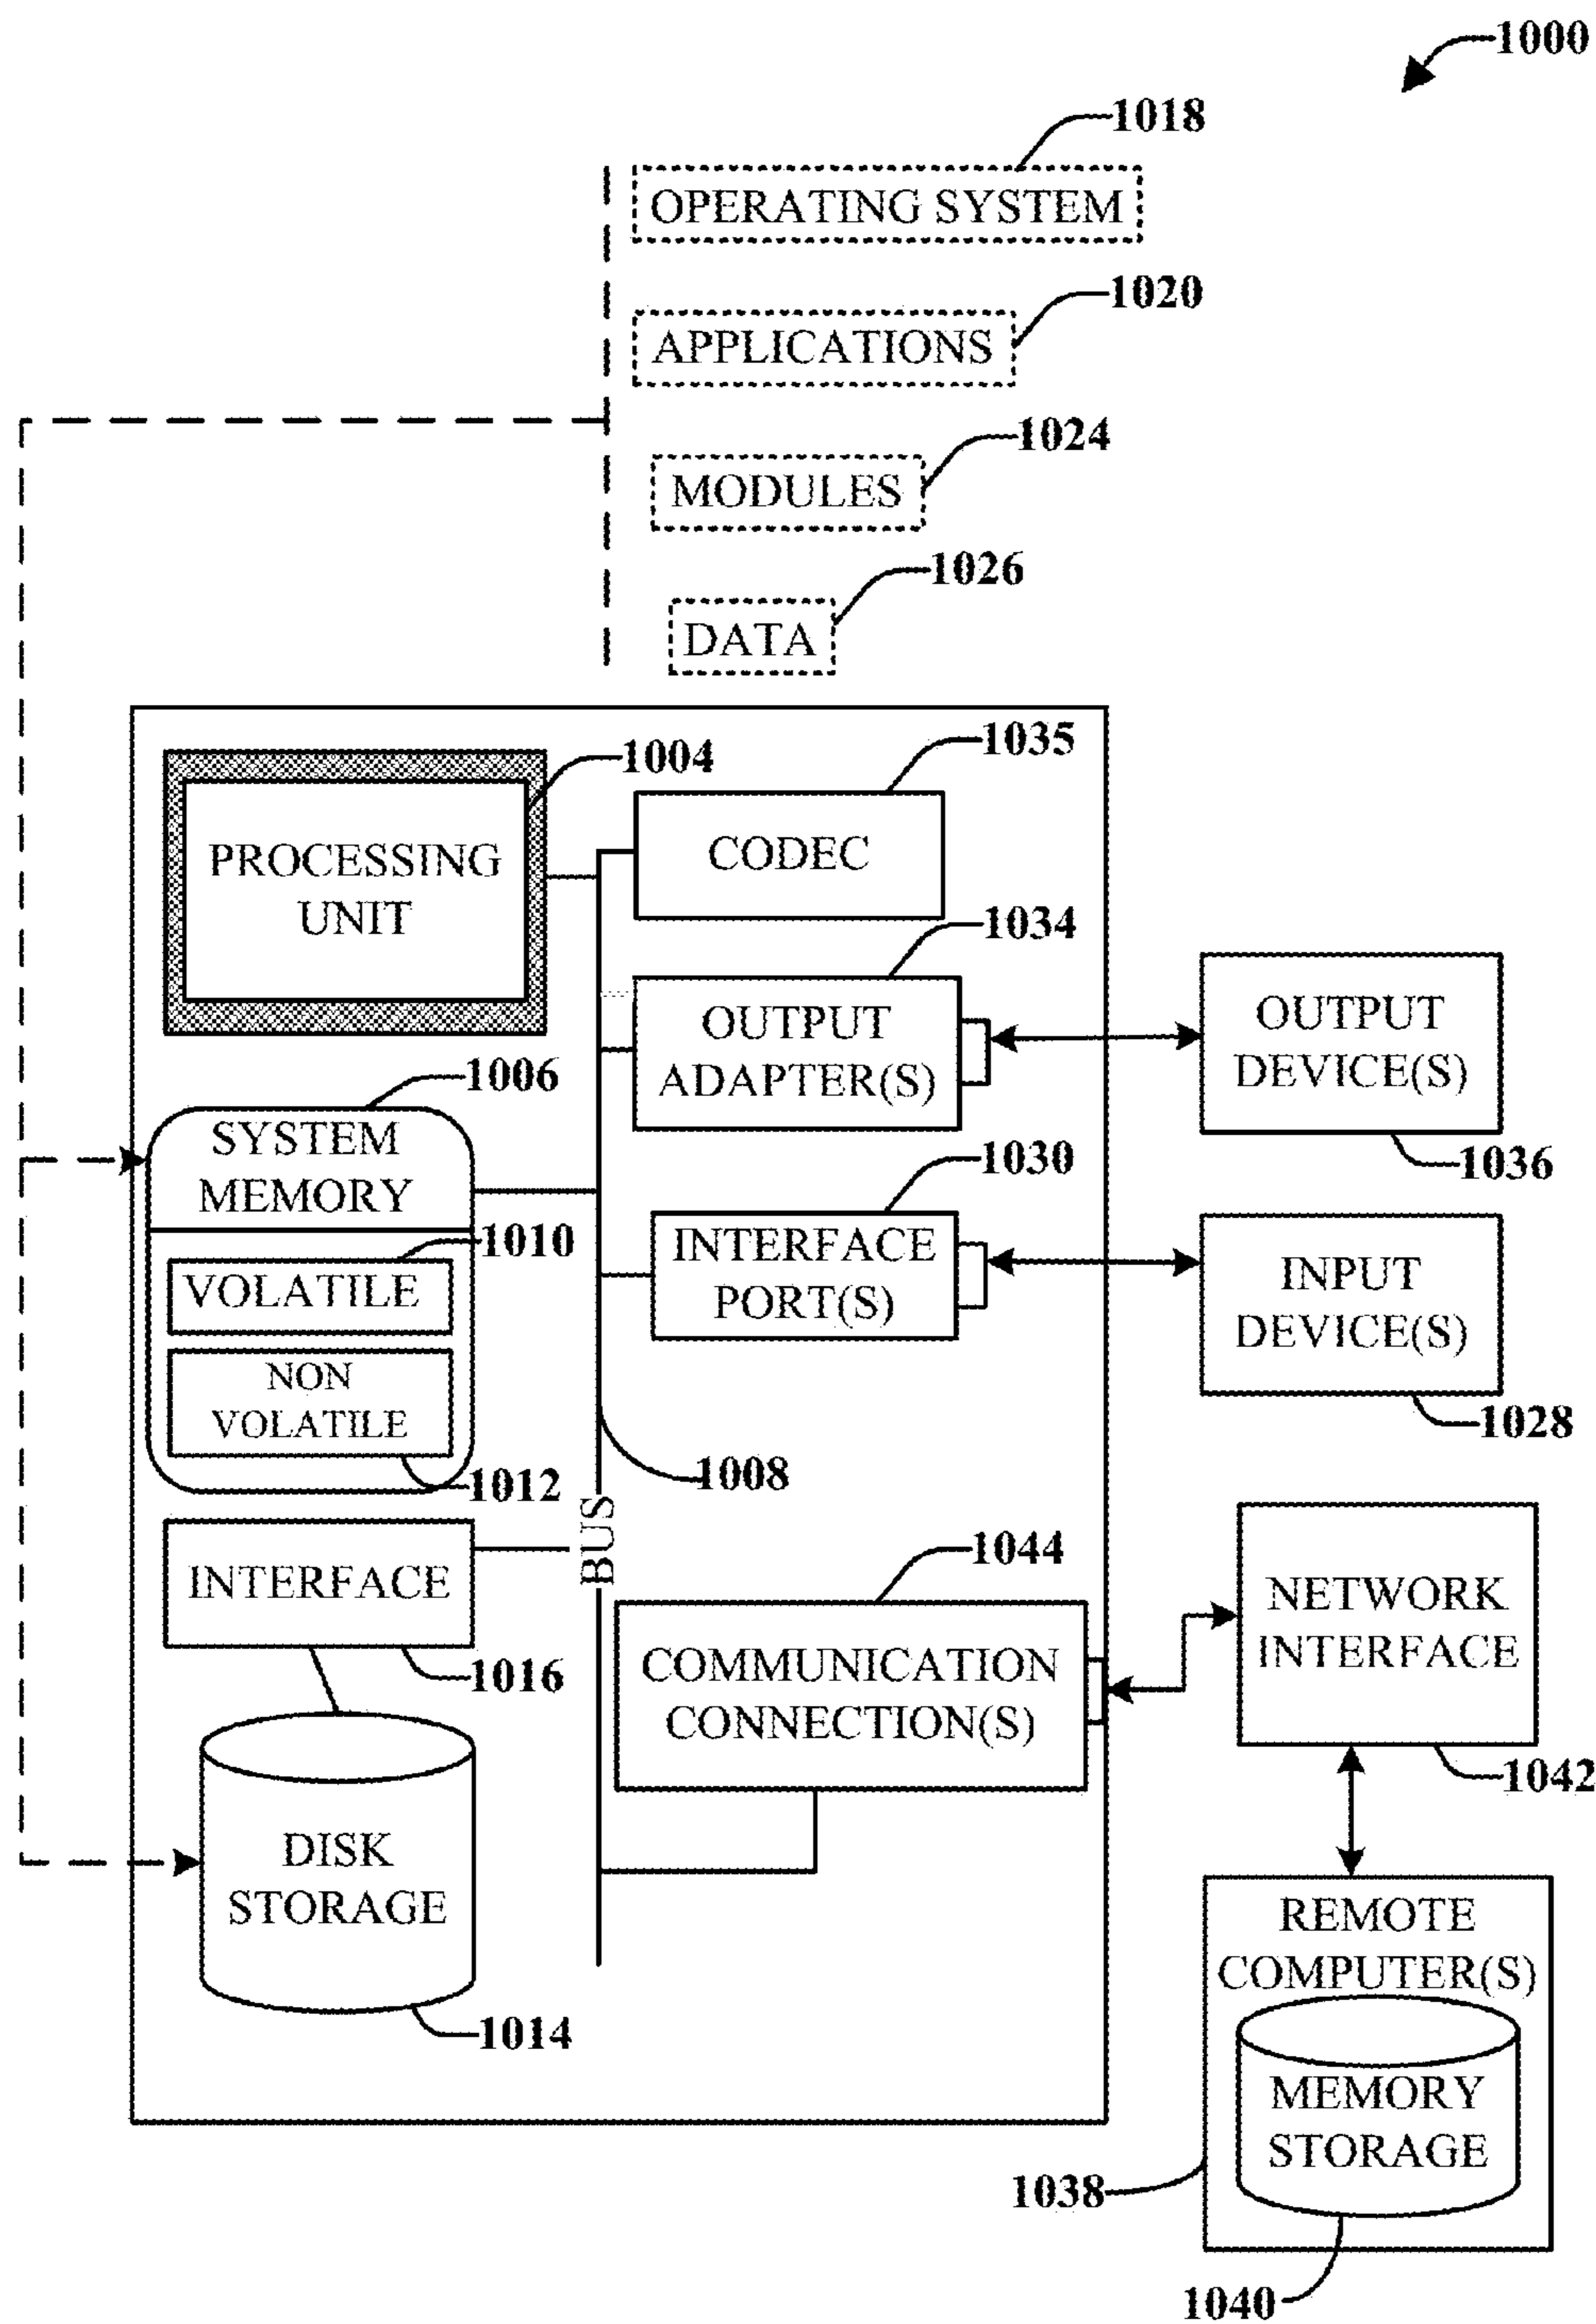 1000
1018
OPERATING SYSTEM
1020
APPLICATIONS
1024
MODULES
1026
DATA
1004
PROCESSING
UNIT
1035
CODEC
1034
OUTPUT
ADAPTER(S)
OUTPUT
DEVICE(S)
1036
1006
SYSTEM
MEMORY
1010
VOLATILE
NON
VOLATILE
1012
1030
INTERFACE
PORT(S)
INPUT
DEVICE(S)
1028
1008
BUS
INTERFACE
1016
1044
COMMUNICATION
CONNECTION(S)
NETWORK
INTERFACE
1042
DISK
STORAGE
1014
REMOTE
COMPUTER(S)
MEMORY
STORAGE
1038
1040